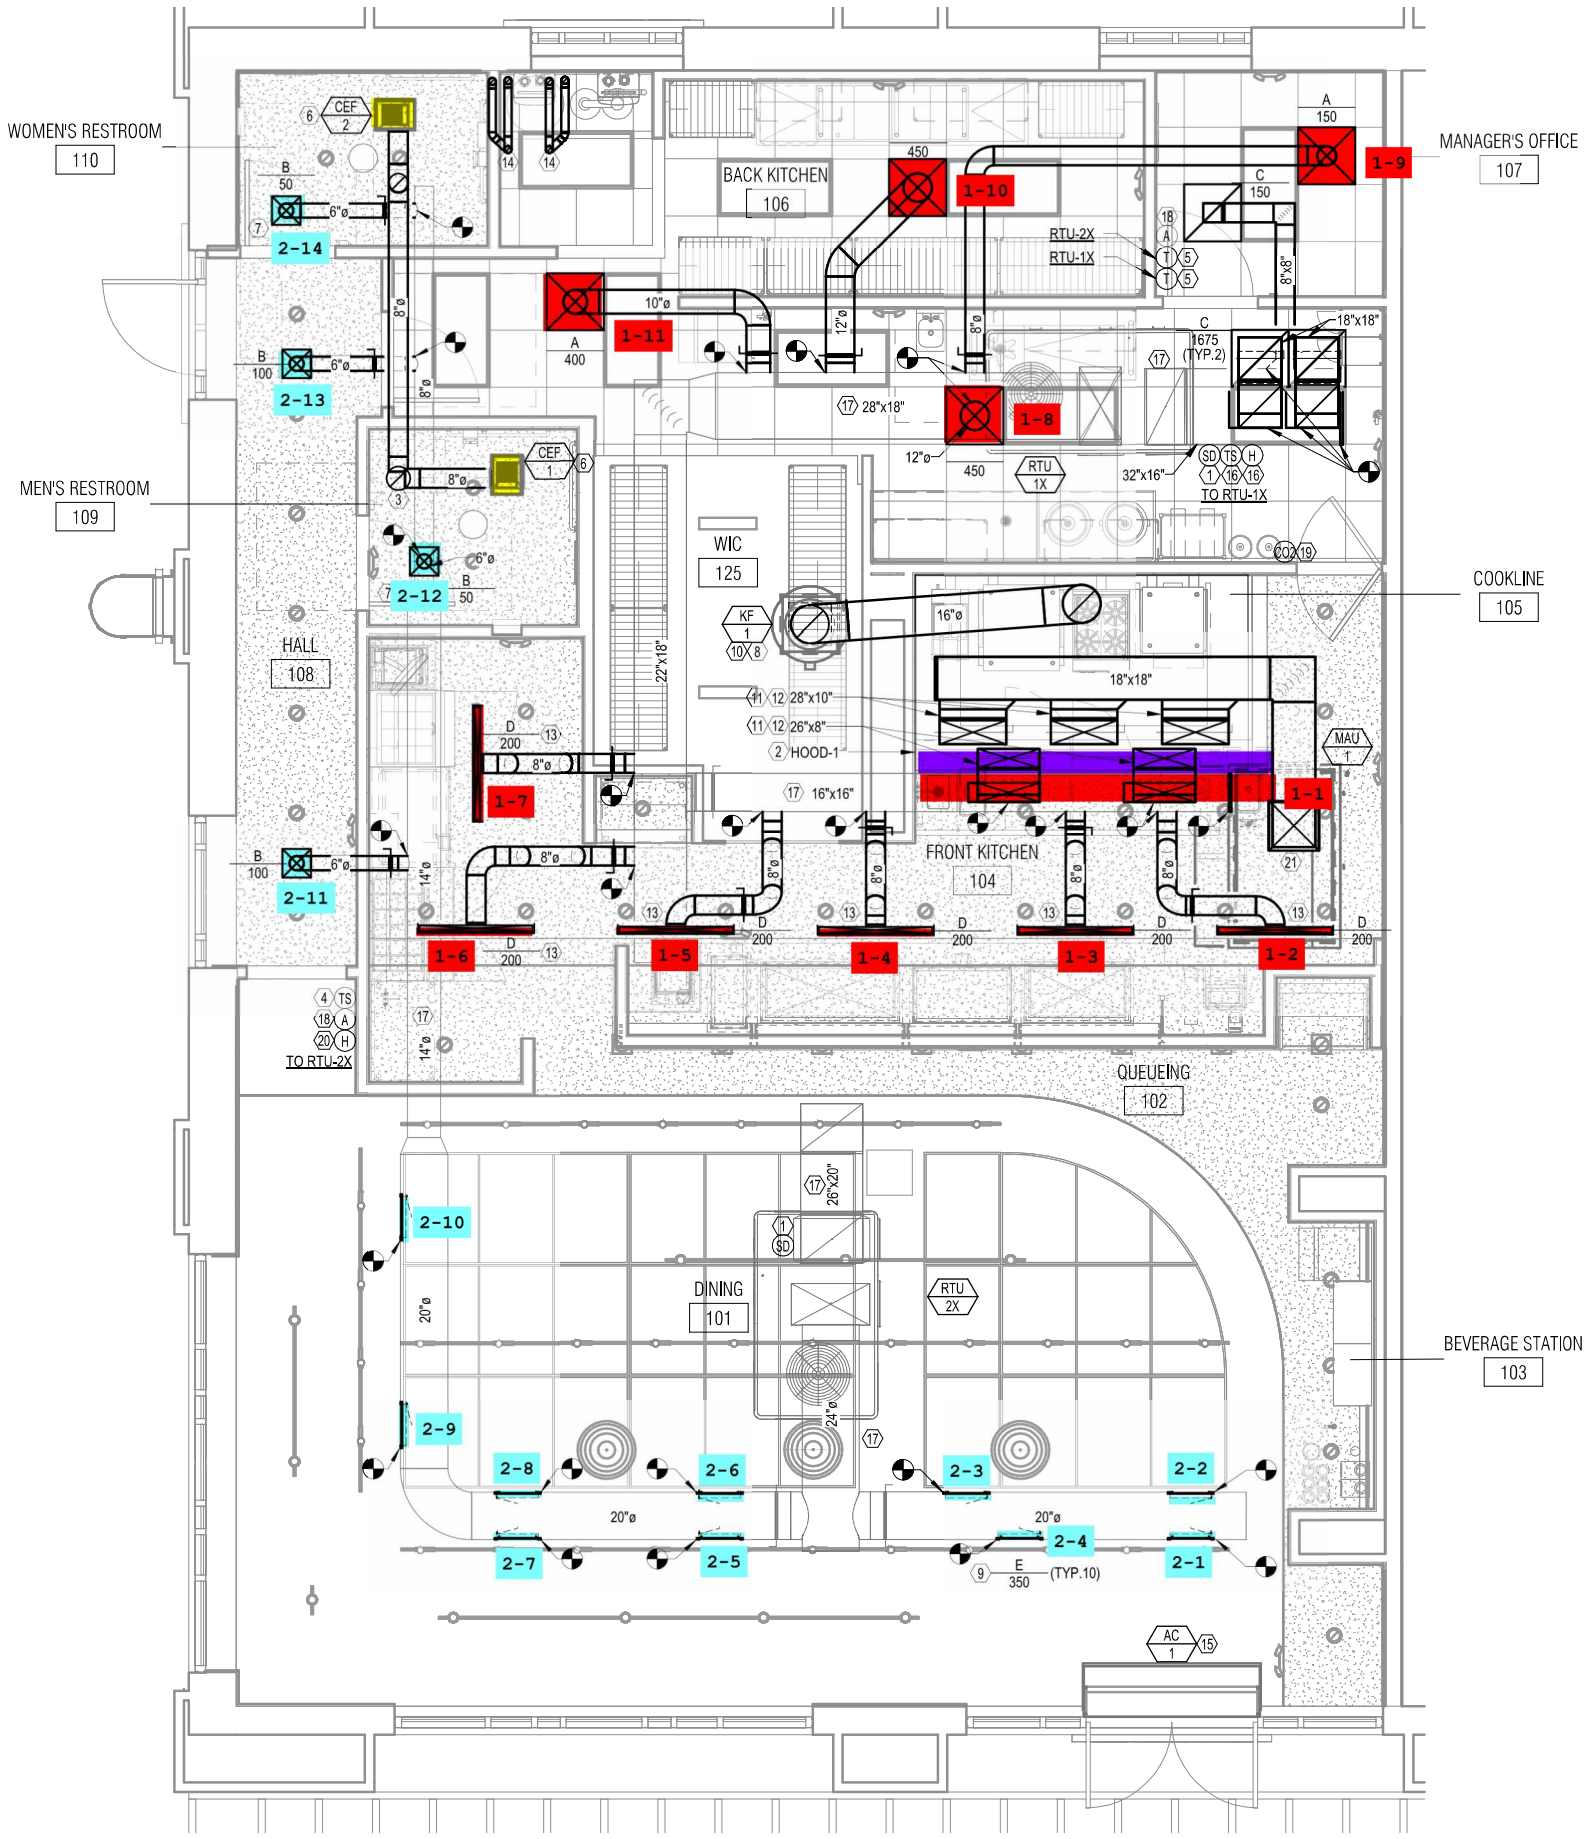 WOMEN'S RESTROOM
110
6
CEF
2
B
50
6"ø
7
2-14
14
14
BACK KITCHEN
106
450
1-10
A
150
1-9
MANAGER'S OFFICE
107
C
150
18
A
RTU-2X
T 5
RTU-1X
T 5
8"x8"
8"ø
10"ø
12"ø
8"ø
1-11
A
400
C
1675
(TYP.2)
18"x18"
17
B
100
6"ø
2-13
8"ø
17 28"x18"
1-8
12"ø
450
RTU
1X
32"x16"
SD TS H
1 16 16
TO RTU-1X
CEF
1
6
8"ø
3
MEN'S RESTROOM
109
6"ø
7
B
50
2-12
WIC
125
CO2 19
COOKLINE
105
HALL
108
KF
1
10 8
16"ø
22"x18"
18"x18"
11 12 28"x10"
11 12 26"x8"
2 HOOD-1
MAU
1
D
200
13
8"ø
1-7
17 16"x16"
1-1
FRONT KITCHEN
104
21
B
100
6"ø
2-11
14"ø
8"ø
8"ø
8"ø
8"ø
8"ø
13
13
13
13
D
200
D
200
D
200
D
200
1-6
D
200
13
1-5
1-4
1-3
1-2
4 TS
18 A
20 H
TO RTU-2X
17
14"ø
QUEUEING
102
17
26"x20"
1
SD
2-10
DINING
101
RTU
2X
20"ø
BEVERAGE STATION
103
24"ø
17
2-9
2-8
2-6
2-3
2-2
20"ø
20"ø
2-7
2-5
2-4
2-1
9
E
350
(TYP.10)
AC
1
15